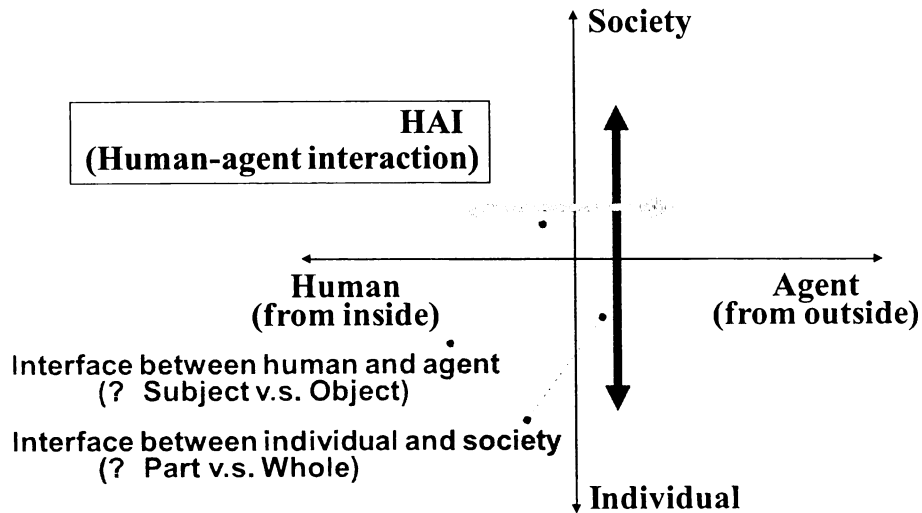 Society
HAI
(Human-agent interaction)
Human
(from inside)
Agent
(from outside)
Interface between human and agent
(? Subject v.s. Object)
Interface between individual and society
(? Part v.s. Whole)
Individual